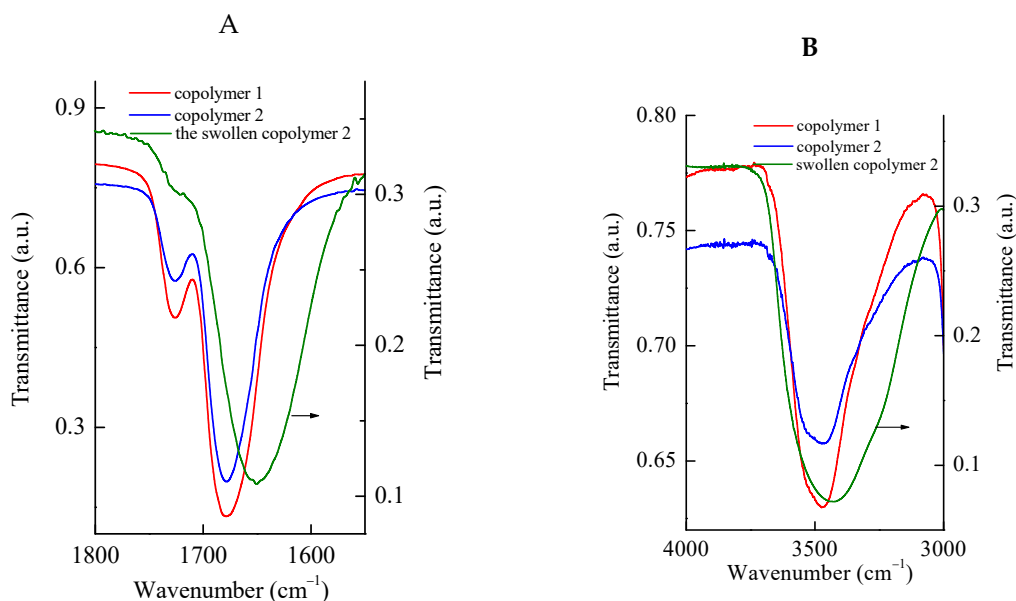 A
copolymer 1
copolymer 2
the swollen copolymer 2
0.9
0.6
0.3
0.3
0.2
0.1
Transmittance (a.u.)
Transmittance (a.u.)
1800
1700
1600
Wavenumber (cm⁻¹)
B
copolymer 1
copolymer 2
swollen copolymer 2
0.80
0.75
0.70
0.65
0.3
0.2
0.1
Transmittance (a.u.)
Transmittance (a.u.)
4000
3500
3000
Wavenumber (cm⁻¹)